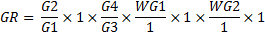 GR = G2/G1 × 1 × G4/G3 × WG1/1 × 1 × WG2/1 × 1